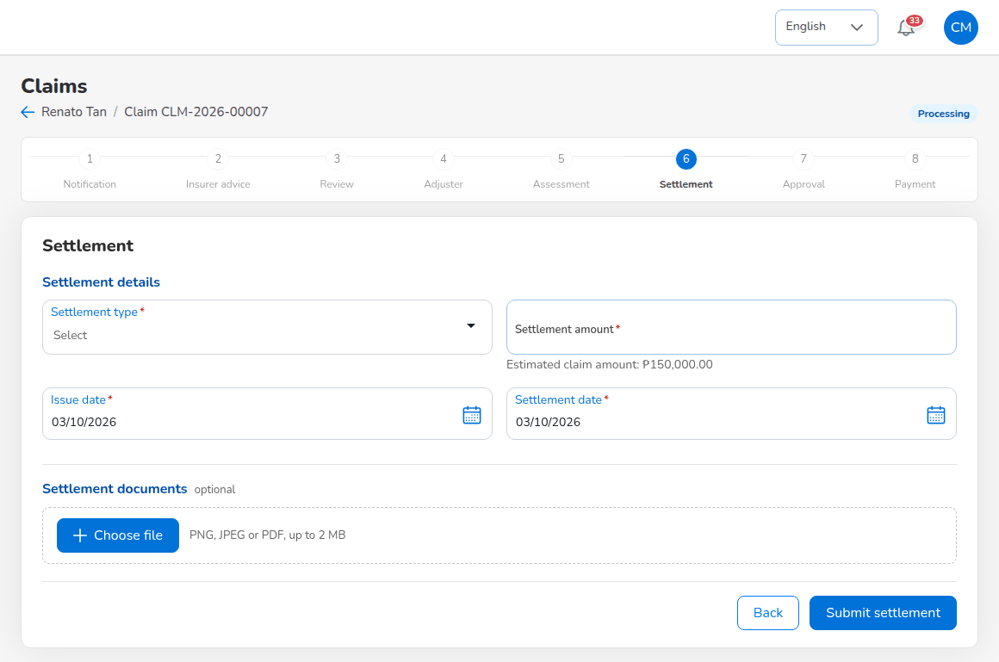 English
33
CM
Claims
Renato Tan / Claim CLM-2026-00007
Processing
1 2 3 4 5 6 7 8
Notification Insurer advice Review Adjuster Assessment Settlement Approval Payment
Settlement
Settlement details
Settlement type*
Select
Settlement amount*
Estimated claim amount: ₱150,000.00
Issue date*
03/10/2026
Settlement date*
03/10/2026
Settlement documents optional
Choose file
PNG, JPEG or PDF, up to 2 MB
Back
Submit settlement